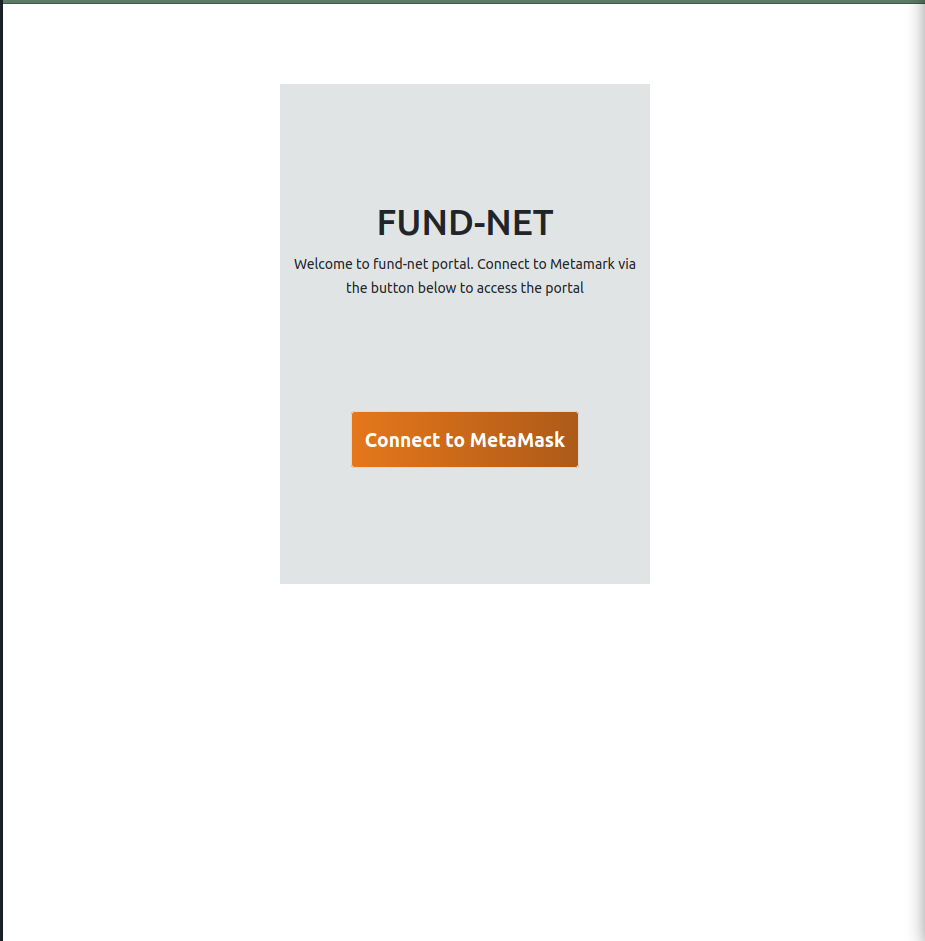 FUND-NET
Welcome to fund-net portal. Connect to Metamark via
the button below to access the portal
Connect to MetaMask